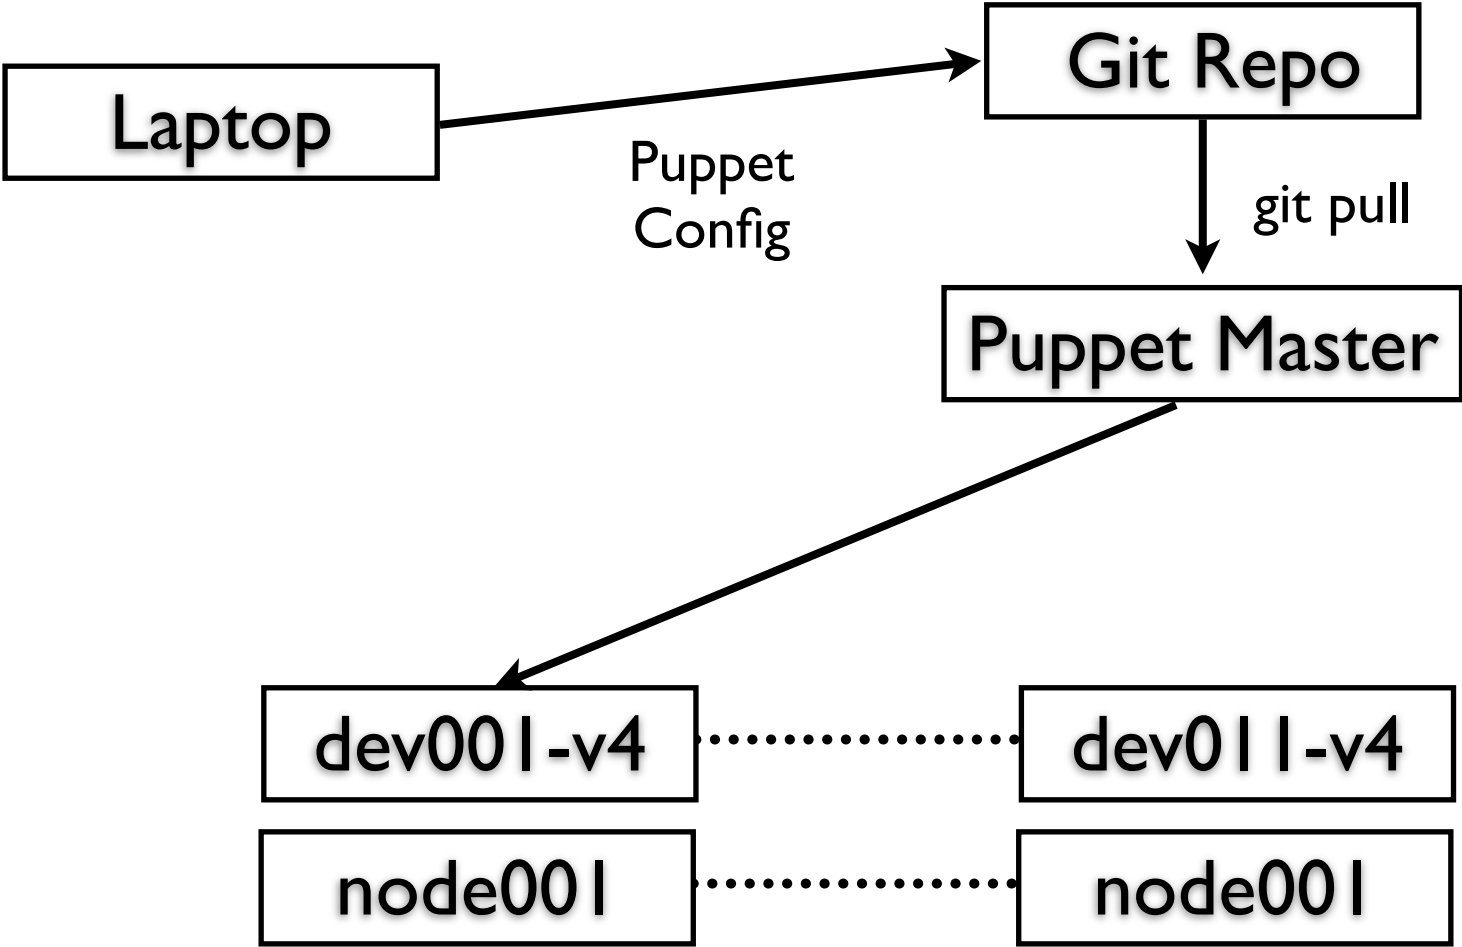 Git Repo
Laptop
Puppet
Config
git pull
Puppet Master
dev001-v4
dev011-v4
node001
node001